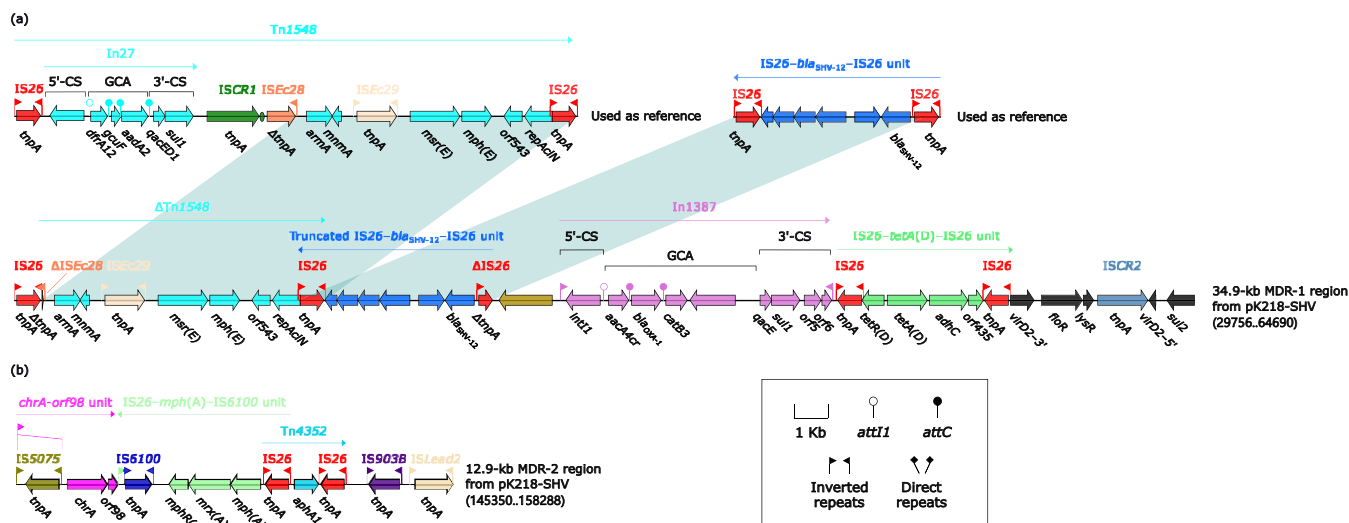 (a)
Tn1548
In27
5'-CS GCA 3'-CS
IS26–blaSHV-12–IS26 unit
IS26 ISCR1 ISEc28 ISEc29 IS26
IS26 IS26
Used as reference
Used as reference
tnpA dfrA12 gcuF aadA2 qacED1 sul1 tnpA ΔtnpA armA mnmA tnpA msr(E) mph(E) orf543 repAciN tnpA
tnpA blaSHV-12 tnpA
ΔTn1548
In1387
Truncated IS26–blaSHV-12–IS26 unit
5'-CS GCA 3'-CS
IS26–tetA(D)–IS26 unit
IS26 ΔISEc28 ISEc29 IS26 ΔIS26 IS26 IS26 ISCR2
tnpA ΔtnpA armA mnmA tnpA msr(E) mph(E) orf543 repAciN tnpA blaSHV-12 ΔtnpA intI1 aacA4cr blaOXA-1 catB3 qacE sul1 orf5 orf6 tnpA tetR(D) tetA(D) adhC orf435 tnpA virD2–3' floR lysR tnpA virD2–5' sul2
34.9-kb MDR-1 region
from pK218-SHV
(29756..64690)
(b)
chrA-orf98 unit IS26–mph(A)–IS6100 unit
Tn4352
IS5075 IS6100 IS26 IS26 IS903B ISLead2
tnpA chrA orf98 tnpA mrx(A) tnpA aphA1 tnpA tnpA tnpA
12.9-kb MDR-2 region
from pK218-SHV
(145350..158288)
1 Kb attI1 attC
Inverted
repeats
Direct
repeats